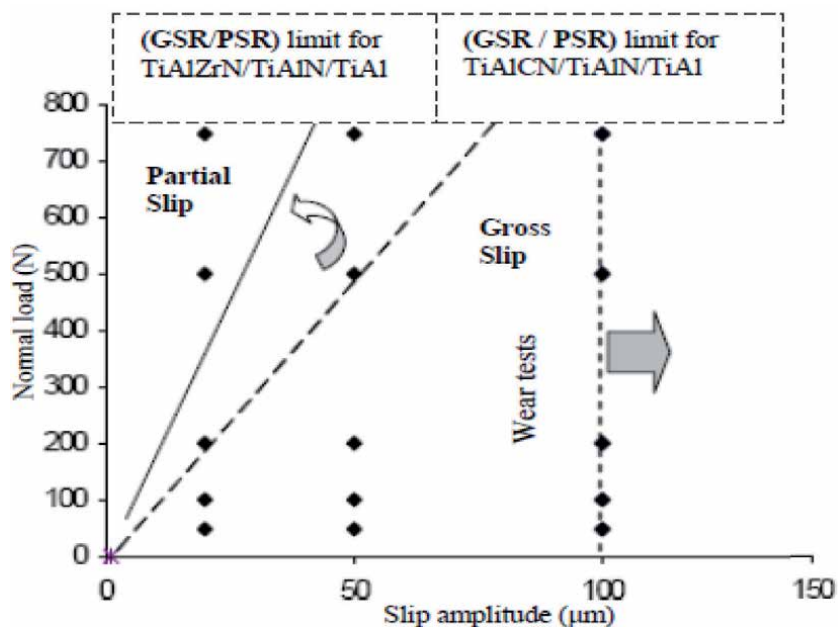 (GSR/PSR) limit for
TiAlZrN/TiAlN/TiAl
(GSR / PSR) limit for
TiAlCN/TiAlN/TiAl
800
700
600
500
400
300
200
100
0
Normal load (N)
Partial
Slip
Gross
Slip
Wear tests
0
50
100
150
Slip amplitude (μm)